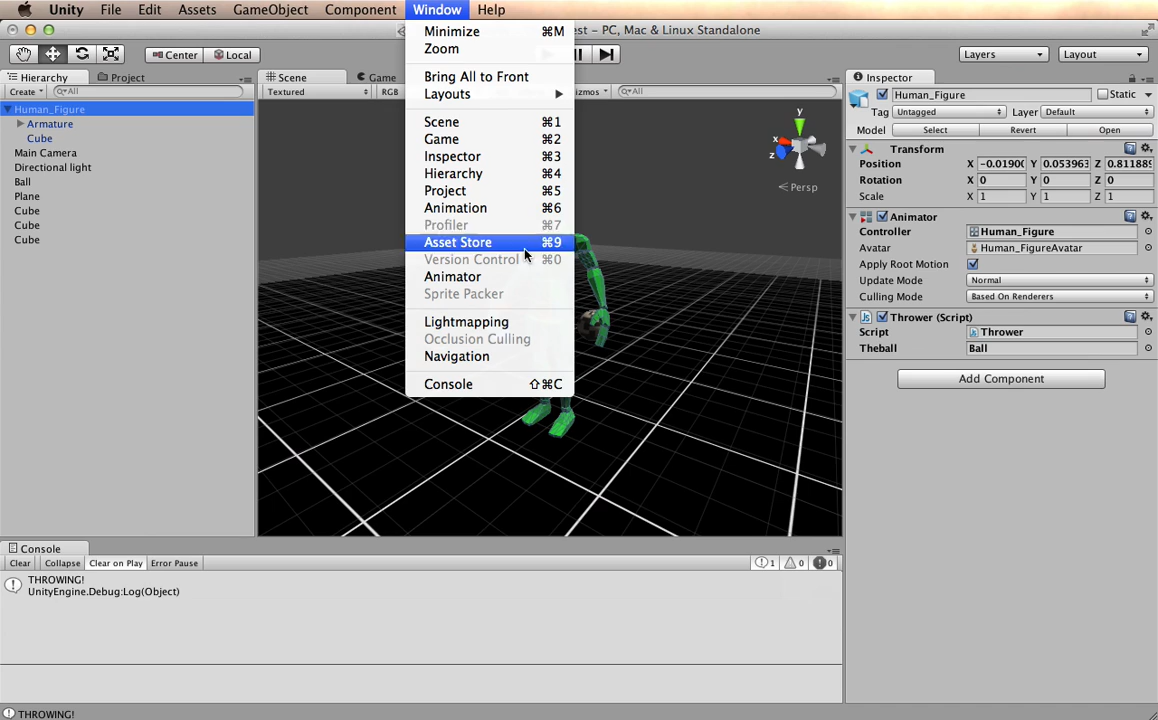 Unity File Edit Assets GameObject Component Window Help
est – PC, Mac & Linux Standalone
Center Local
Layers Layout
Hierarchy Project
Create All
Human_Figure
Armature
Cube
Main Camera
Directional light
Ball
Plane
Cube
Cube
Cube
Scene Game
Textured RGB
izmos All
Minimize ⌘M
Zoom
Bring All to Front
Layouts
Scene ⌘1
Game ⌘2
Inspector ⌘3
Hierarchy ⌘4
Project ⌘5
Animation ⌘6
Profiler ⌘7
Asset Store ⌘9
Version Control ⌘0
Animator
Sprite Packer
Lightmapping
Occlusion Culling
Navigation
Console ⇧⌘C
y
x
z
Persp
Inspector
Human_Figure Static
Tag Untagged Layer Default
Model Select Revert Open
Transform
Position X -0.01900 Y 0.053963 Z 0.811889
Rotation X 0 Y 0 Z 0
Scale X 1 Y 1 Z 1
Animator
Controller Human_Figure
Avatar Human_FigureAvatar
Apply Root Motion
Update Mode Normal
Culling Mode Based On Renderers
Thrower (Script)
Script Thrower
Theball Ball
Add Component
Console
Clear Collapse Clear on Play Error Pause 1 0 0
THROWING!
UnityEngine.Debug:Log(Object)
THROWING!